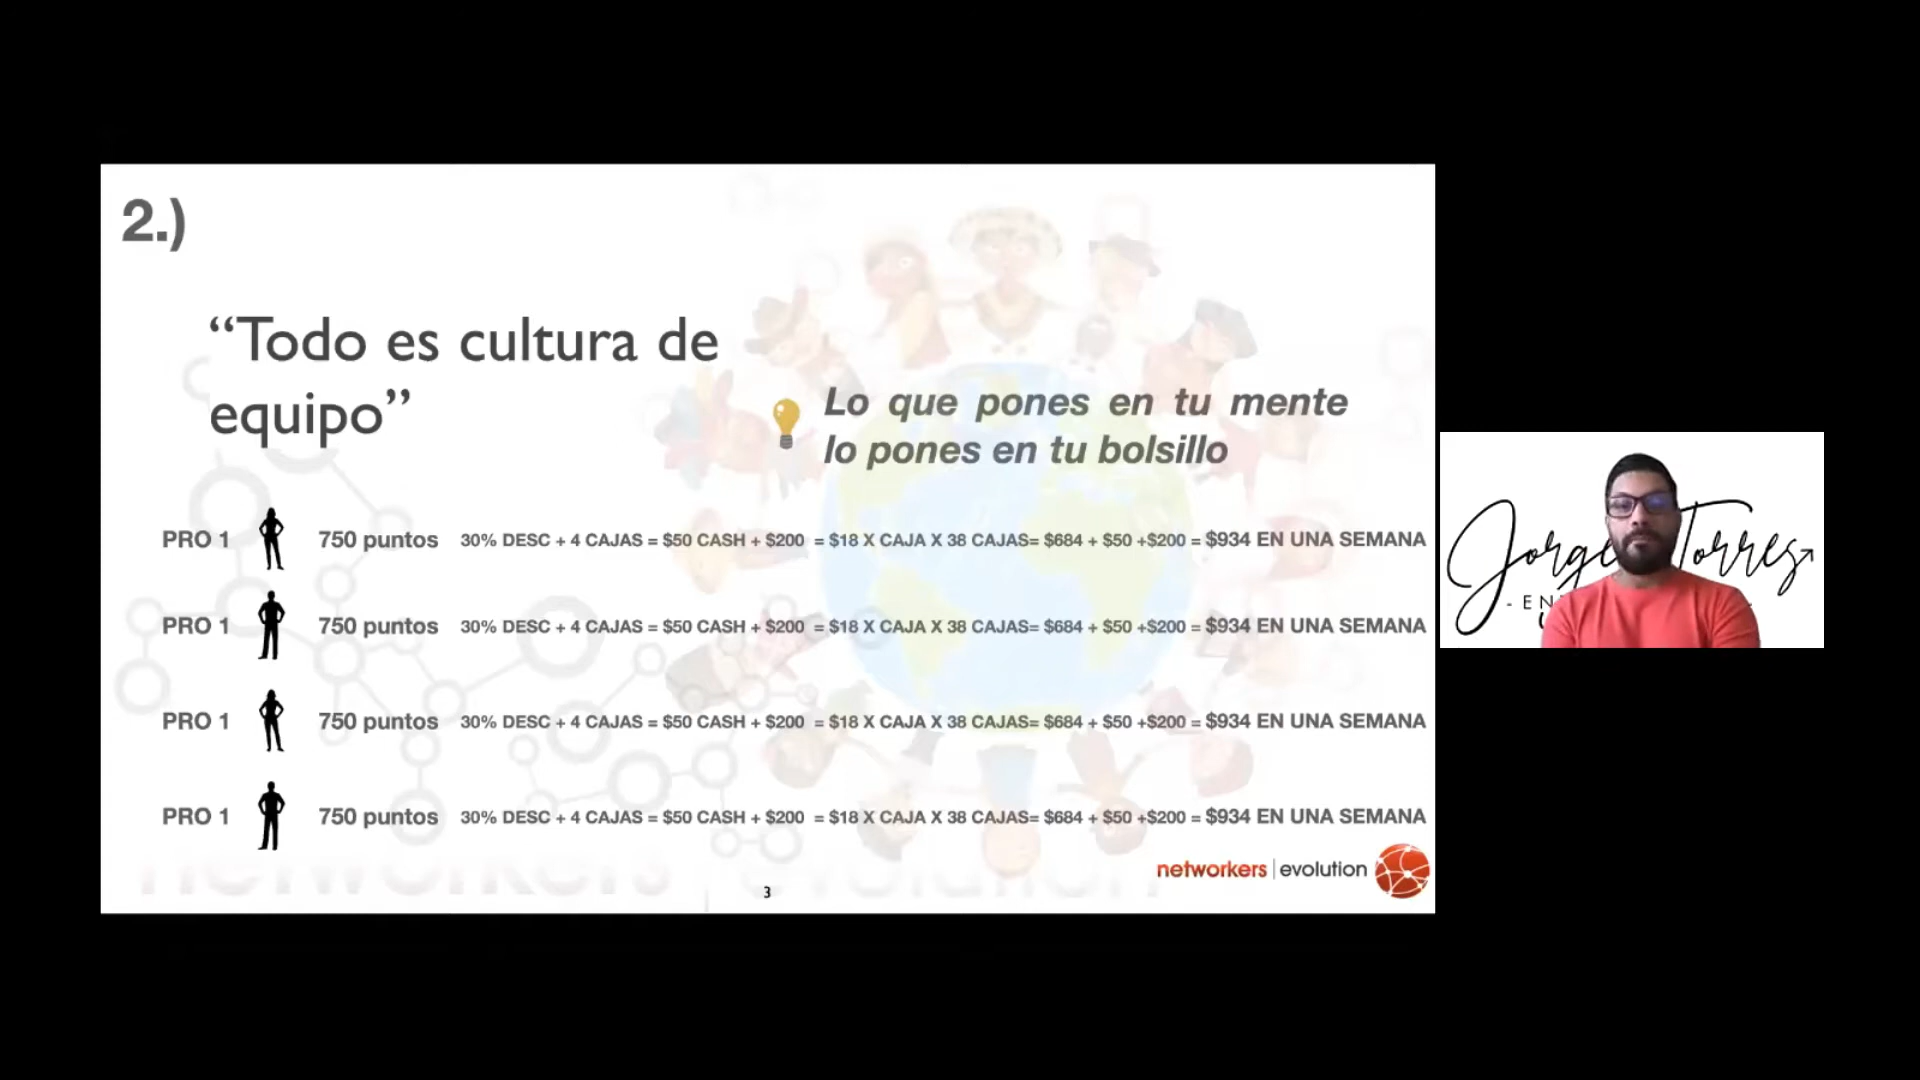 2.)
“Todo es cultura de
equipo”
Lo que pones en tu mente
lo pones en tu bolsillo
PRO 1 750 puntos 30% DESC + 4 CAJAS = $50 CASH + $200 = $18 X CAJA X 38 CAJAS= $684 + $50 +$200 = $934 EN UNA SEMANA
PRO 1 750 puntos 30% DESC + 4 CAJAS = $50 CASH + $200 = $18 X CAJA X 38 CAJAS= $684 + $50 +$200 = $934 EN UNA SEMANA
PRO 1 750 puntos 30% DESC + 4 CAJAS = $50 CASH + $200 = $18 X CAJA X 38 CAJAS= $684 + $50 +$200 = $934 EN UNA SEMANA
PRO 1 750 puntos 30% DESC + 4 CAJAS = $50 CASH + $200 = $18 X CAJA X 38 CAJAS= $684 + $50 +$200 = $934 EN UNA SEMANA
networkers | evolution
3
Jorge Torres